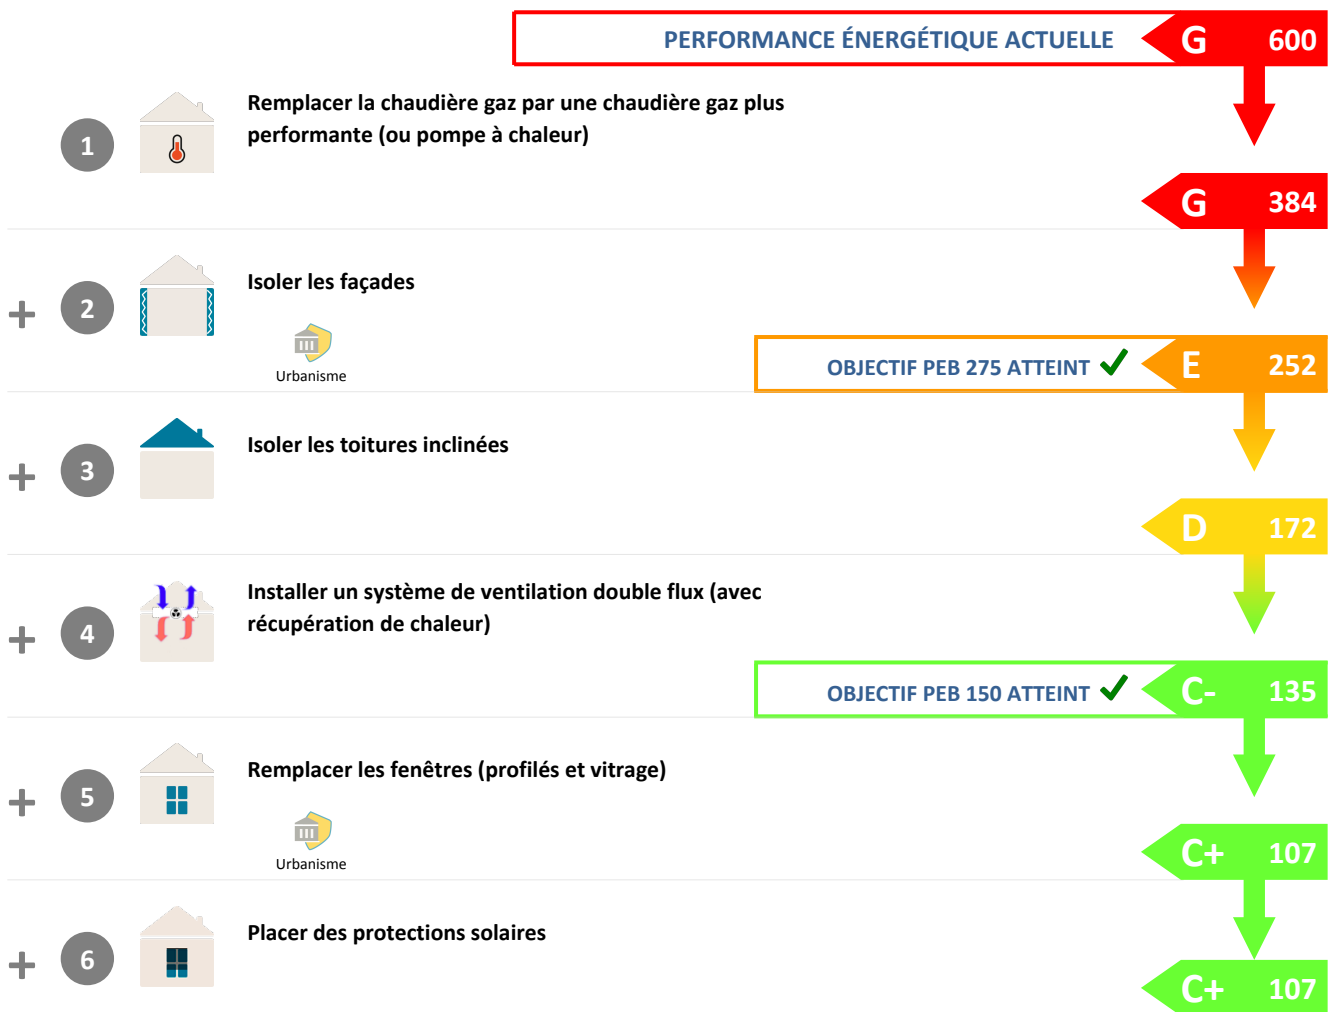 PERFORMANCE ÉNERGÉTIQUE ACTUELLE G 600
1 Remplacer la chaudière gaz par une chaudière gaz plus
performante (ou pompe à chaleur)
G 384
+ 2 Isoler les façades
Urbanisme
OBJECTIF PEB 275 ATTEINT E 252
+ 3 Isoler les toitures inclinées
D 172
+ 4 Installer un système de ventilation double flux (avec
récupération de chaleur)
OBJECTIF PEB 150 ATTEINT C- 135
+ 5 Remplacer les fenêtres (profilés et vitrage)
Urbanisme
C+ 107
+ 6 Placer des protections solaires
C+ 107